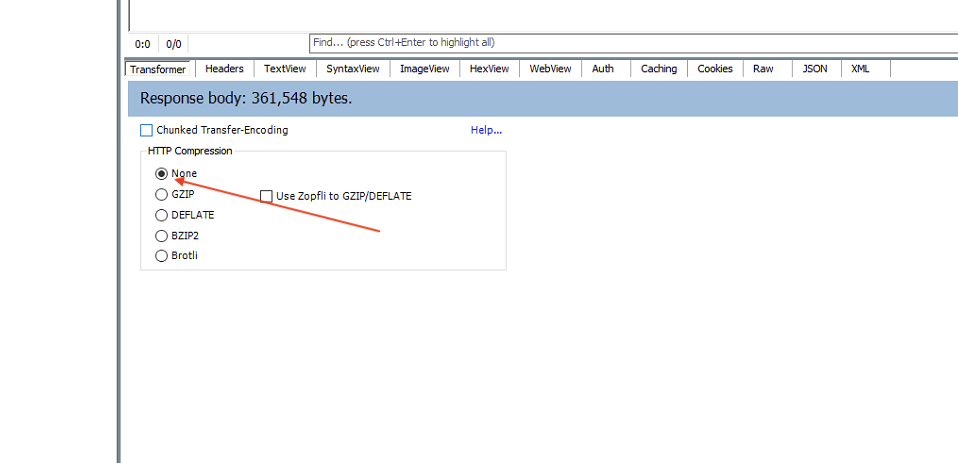 0:0 0/0 Find... (press Ctrl+Enter to highlight all)
Transformer Headers TextView SyntaxView ImageView HexView WebView Auth Caching Cookies Raw JSON XML
Response body: 361,548 bytes.
Chunked Transfer-Encoding Help...
HTTP Compression
None
GZIP Use Zopfli to GZIP/DEFLATE
DEFLATE
BZIP2
Brotli